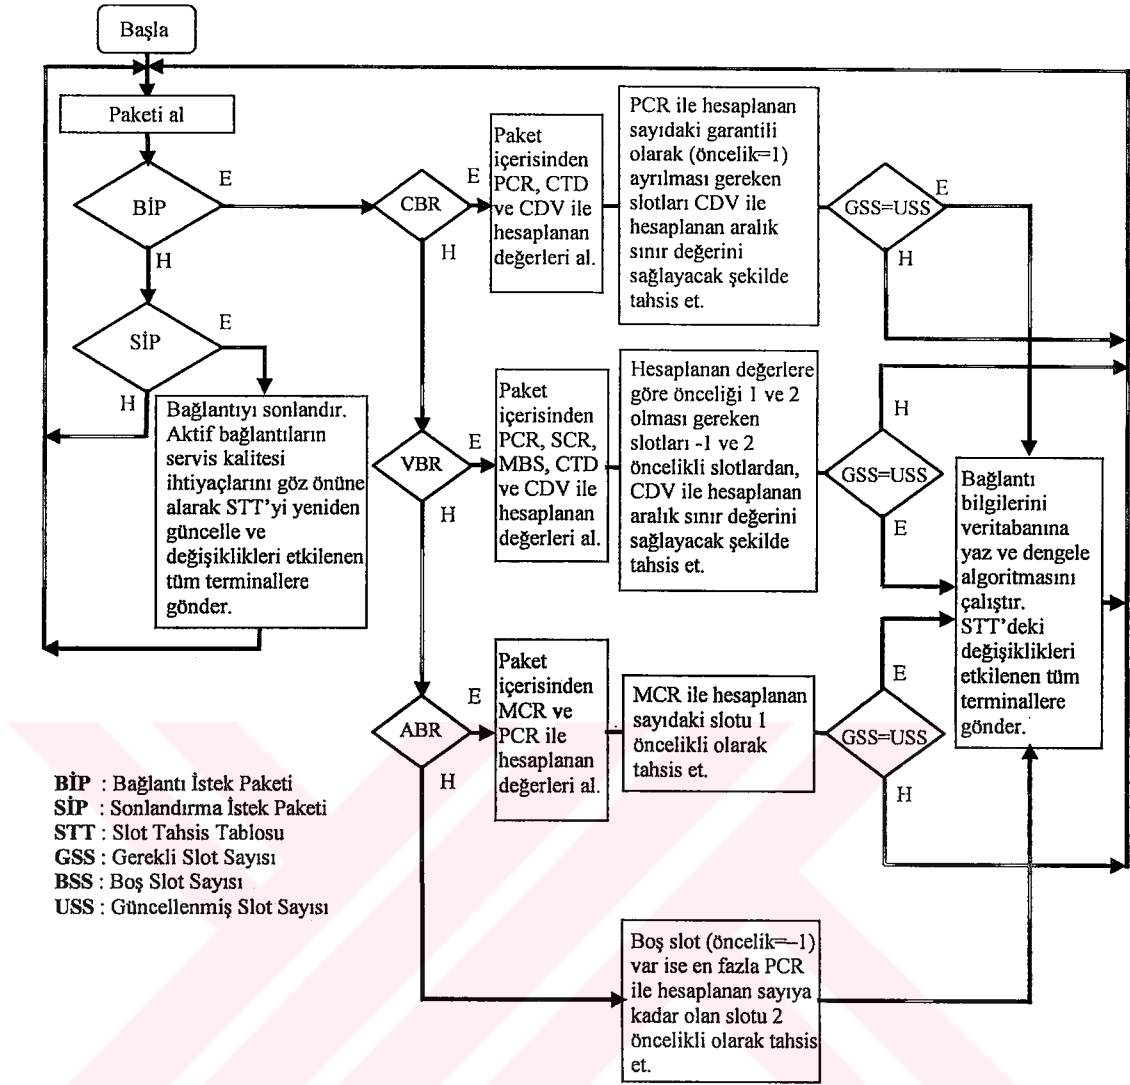 Başla
Paketi al
BİP
E
H
SİP
E
H
Bağlantıyı sonlandır.
Aktif bağlantıların
servis kalitesi
ihtiyaçlarını göz önüne
alarak STT'yi yeniden
güncelle ve
değişiklikleri etkilenen
tüm terminallere
gönder.
CBR
E
H
Paket
içerisinden
PCR, CTD
ve CDV ile
hesaplanan
değerleri al.
PCR ile hesaplanan
sayıdaki garantili
olarak (öncelik=1)
ayrılması gereken
slotları CDV ile
hesaplanan aralık
sınır değerini
sağlayacak şekilde
tahsis et.
GSS=USS
E
H
VBR
E
H
Paket
içerisinden
PCR, SCR,
MBS, CTD
ve CDV ile
hesaplanan
değerleri al.
Hesaplanan değerlere
göre önceliği 1 ve 2
olması gereken
slotları -1 ve 2
öncelikli slotlardan,
CDV ile hesaplanan
aralık sınır değerini
sağlayacak şekilde
tahsis et.
H
GSS=USS
E
Bağlantı
bilgilerini
veritabanına
yaz ve dengele
algoritmasını
çalıştır.
STT'deki
değişiklikleri
etkilenen tüm
terminallere
gönder.
ABR
E
H
Paket
içerisinden
MCR ve
PCR ile
hesaplanan
değerleri al.
MCR ile hesaplanan
sayıdaki slotu 1
öncelikli olarak
tahsis et.
E
GSS=USS
H
Boş slot (öncelik=–1)
var ise en fazla PCR
ile hesaplanan sayıya
kadar olan slotu 2
öncelikli olarak tahsis
et.
BİP : Bağlantı İstek Paketi
SİP : Sonlandırma İstek Paketi
STT : Slot Tahsis Tablosu
GSS : Gerekli Slot Sayısı
BSS : Boş Slot Sayısı
USS : Güncellenmiş Slot Sayısı